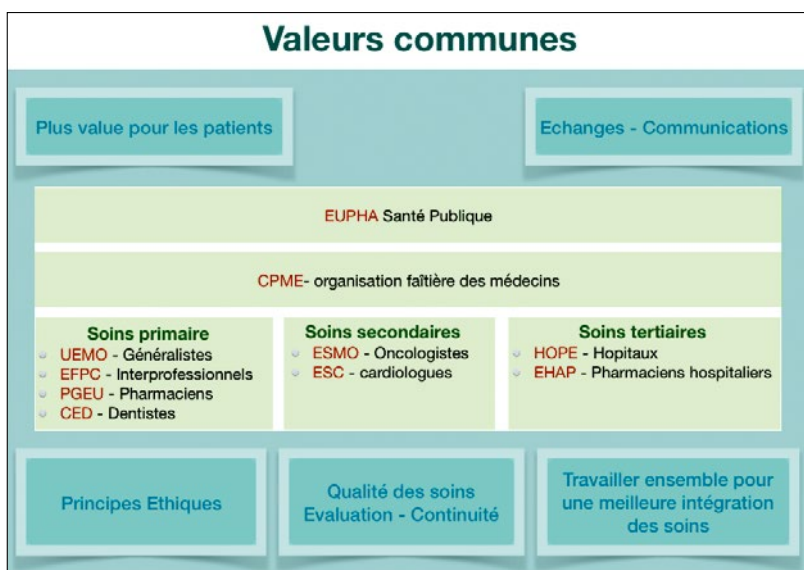 Valeurs communes
Plus value pour les patients
Echanges - Communications
EUPHA Santé Publique
CPME- organisation faîtière des médecins
Soins primaire
UEMO - Généralistes
EFPC - Interprofessionnels
PGEU - Pharmaciens
CED - Dentistes
Soins secondaires
ESMO - Oncologistes
ESC - cardiologues
Soins tertiaires
HOPE - Hopitaux
EHAP - Pharmaciens hospitaliers
Principes Ethiques
Qualité des soins
Evaluation - Continuité
Travailler ensemble pour
une meilleure intégration
des soins